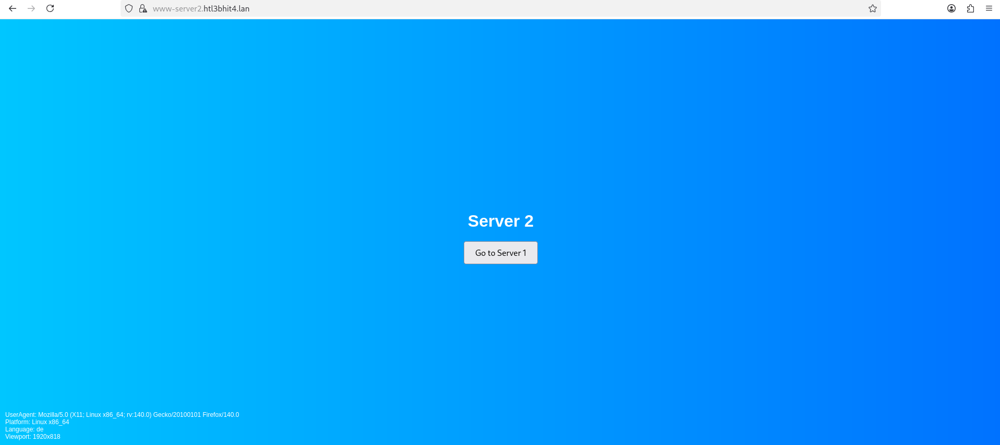 www-server2.htl3bhit4.lan
Server 2
Go to Server 1
UserAgent: Mozilla/5.0 (X11; Linux x86_64; rv:140.0) Gecko/20100101 Firefox/140.0
Platform: Linux x86_64
Language: de
Viewport: 1920x818